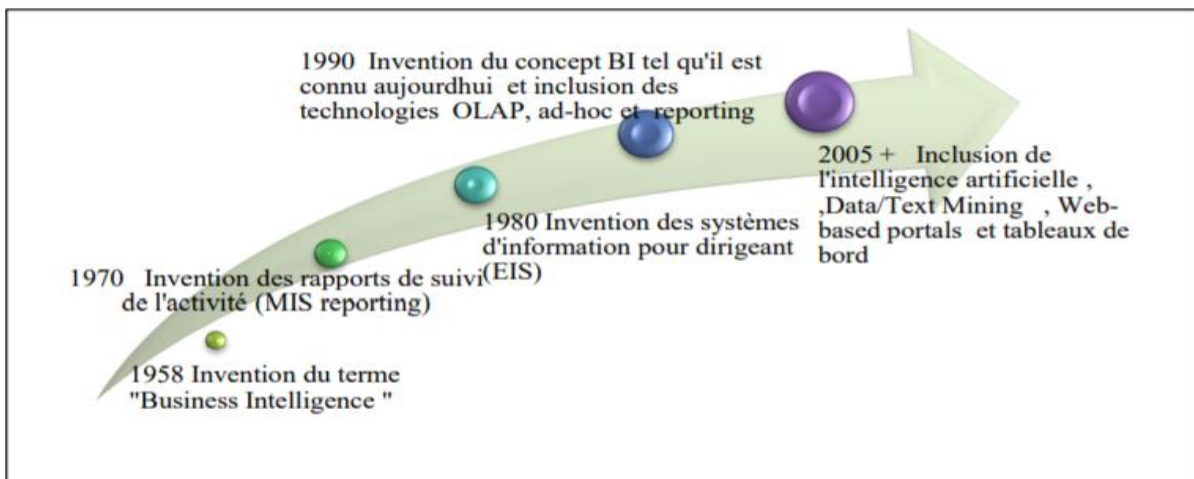 1990 Invention du concept BI tel qu'il est
connu aujourdhui et inclusion des
technologies OLAP, ad-hoc et reporting
2005 + Inclusion de
l'intelligence artificielle ,
,Data/Text Mining , Web-
based portals et tableaux de
bord
1980 Invention des systèmes
d'information pour dirigeant
(EIS)
1970 Invention des rapports de suivi
de l'activité (MIS reporting)
1958 Invention du terme
"Business Intelligence "